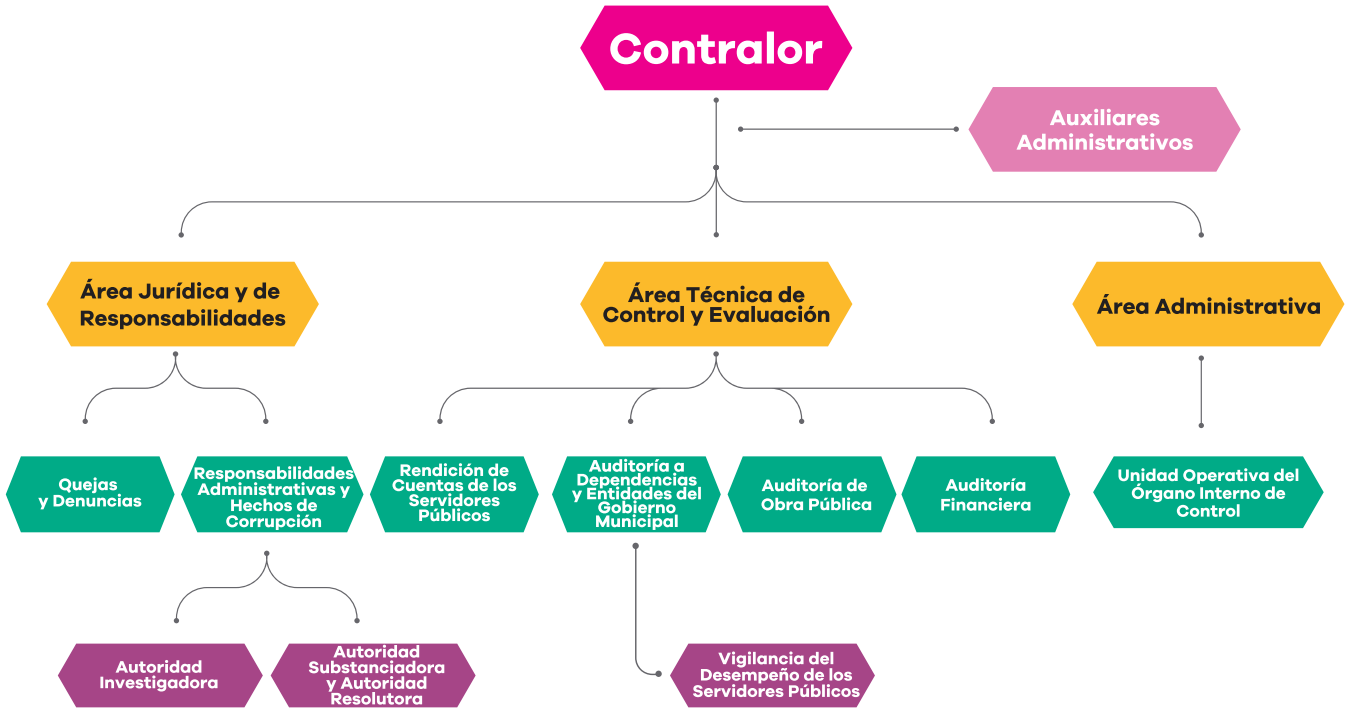 Contralor
Auxiliares
Administrativos
Área Jurídica y de
Responsabilidades
Área Técnica de
Control y Evaluación
Área Administrativa
Quejas
y Denuncias
Responsabilidades
Administrativas y
Hechos de
Corrupción
Rendición de
Cuentas de los
Servidores
Públicos
Auditoría a
Dependencias
y Entidades del
Gobierno
Municipal
Auditoría de
Obra Pública
Auditoría
Financiera
Unidad Operativa del
Órgano Interno de
Control
Autoridad
Investigadora
Autoridad
Substanciadora
y Autoridad
Resolutora
Vigilancia del
Desempeño de los
Servidores Públicos